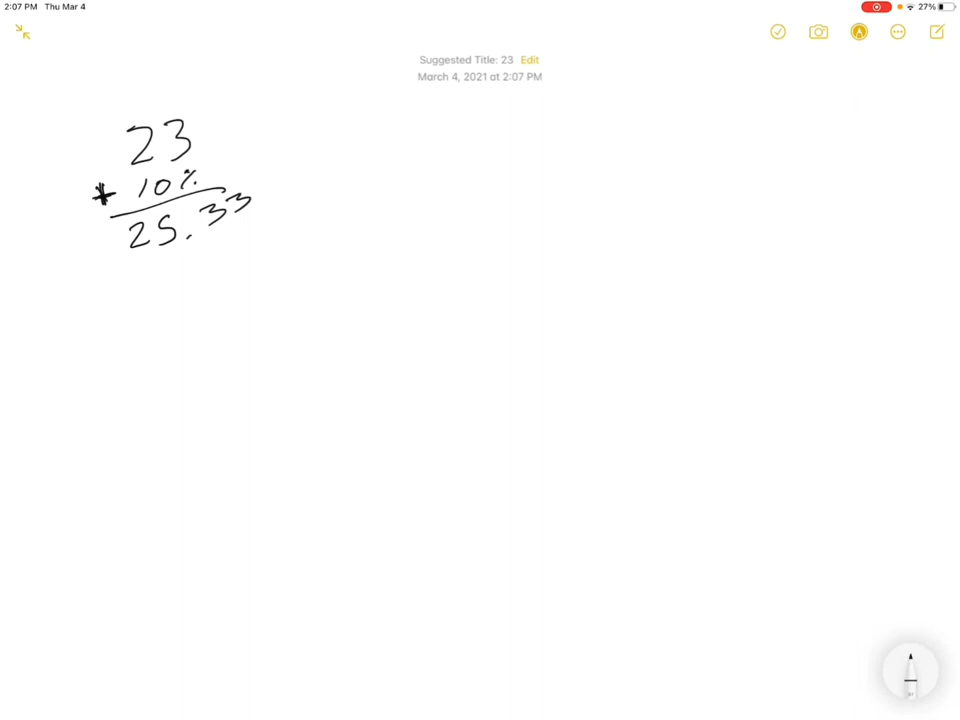 2:07 PM Thu Mar 4
27%
Suggested Title: 23 Edit
March 4, 2021 at 2:07 PM
23
* 10%
25.33